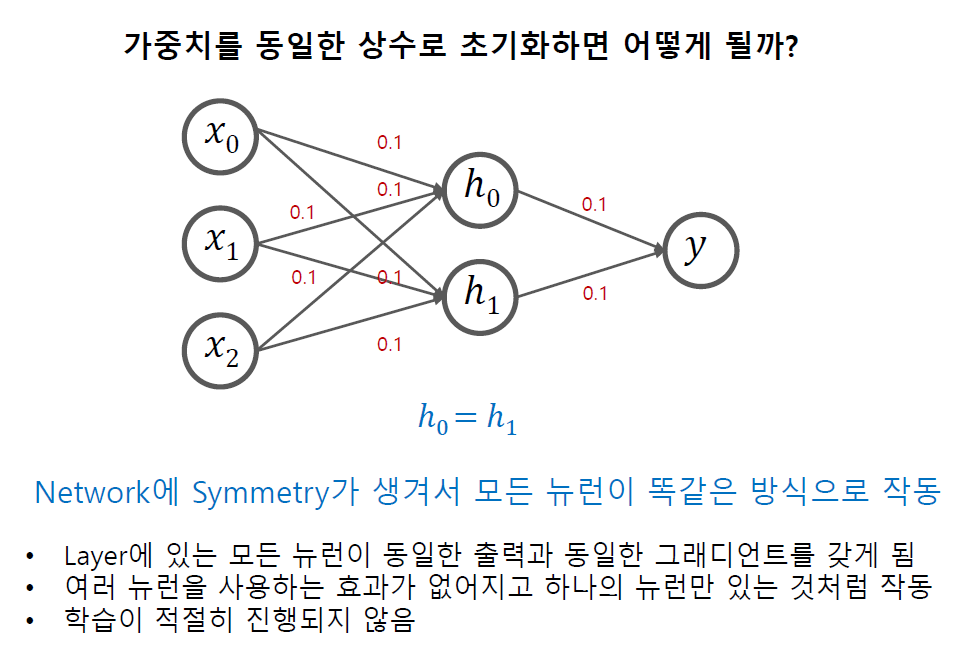 가중치를 동일한 상수로 초기화하면 어떻게 될까?
x₀
0.1
h₀
0.1
0.1
0.1
x₁
y
0.1
0.1
h₁
0.1
x₂
0.1
h₀ = h₁
Network에 Symmetry가 생겨서 모든 뉴런이 똑같은 방식으로 작동
• Layer에 있는 모든 뉴런이 동일한 출력과 동일한 그래디언트를 갖게 됨
• 여러 뉴런을 사용하는 효과가 없어지고 하나의 뉴런만 있는 것처럼 작동
• 학습이 적절히 진행되지 않음